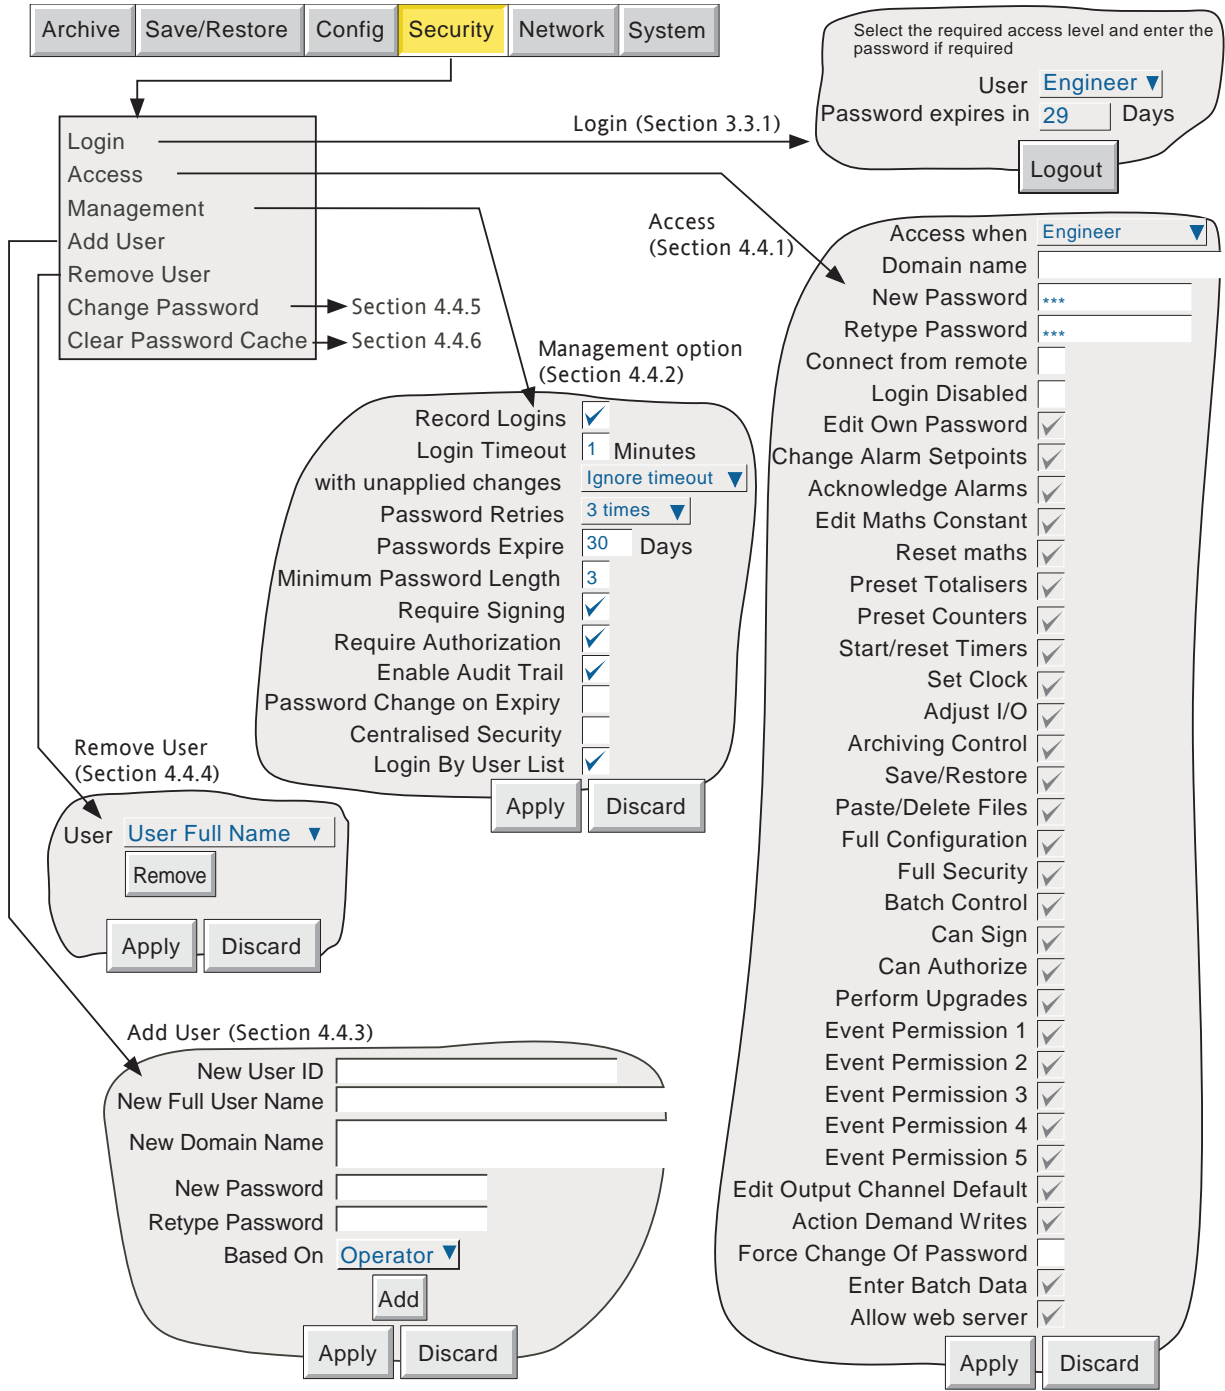 Archive Save/Restore Config Security Network System
Select the required access level and enter the
password if required
User Engineer
Password expires in 29 Days
Logout
Login (Section 3.3.1)
Login
Access
Management
Add User
Remove User
Change Password Section 4.4.5
Clear Password Cache Section 4.4.6
Access
(Section 4.4.1)
Access when Engineer
Domain name
New Password ***
Retype Password ***
Connect from remote
Login Disabled
Edit Own Password
Change Alarm Setpoints
Acknowledge Alarms
Edit Maths Constant
Reset maths
Preset Totalisers
Preset Counters
Start/reset Timers
Set Clock
Adjust I/O
Archiving Control
Save/Restore
Paste/Delete Files
Full Configuration
Full Security
Batch Control
Can Sign
Can Authorize
Perform Upgrades
Event Permission 1
Event Permission 2
Event Permission 3
Event Permission 4
Event Permission 5
Edit Output Channel Default
Action Demand Writes
Force Change Of Password
Enter Batch Data
Allow web server
Apply Discard
Management option
(Section 4.4.2)
Record Logins
Login Timeout 1 Minutes
with unapplied changes Ignore timeout
Password Retries 3 times
Passwords Expire 30 Days
Minimum Password Length 3
Require Signing
Require Authorization
Enable Audit Trail
Password Change on Expiry
Centralised Security
Login By User List
Apply Discard
Remove User
(Section 4.4.4)
User User Full Name
Remove
Apply Discard
Add User (Section 4.4.3)
New User ID
New Full User Name
New Domain Name
New Password
Retype Password
Based On Operator
Add
Apply Discard